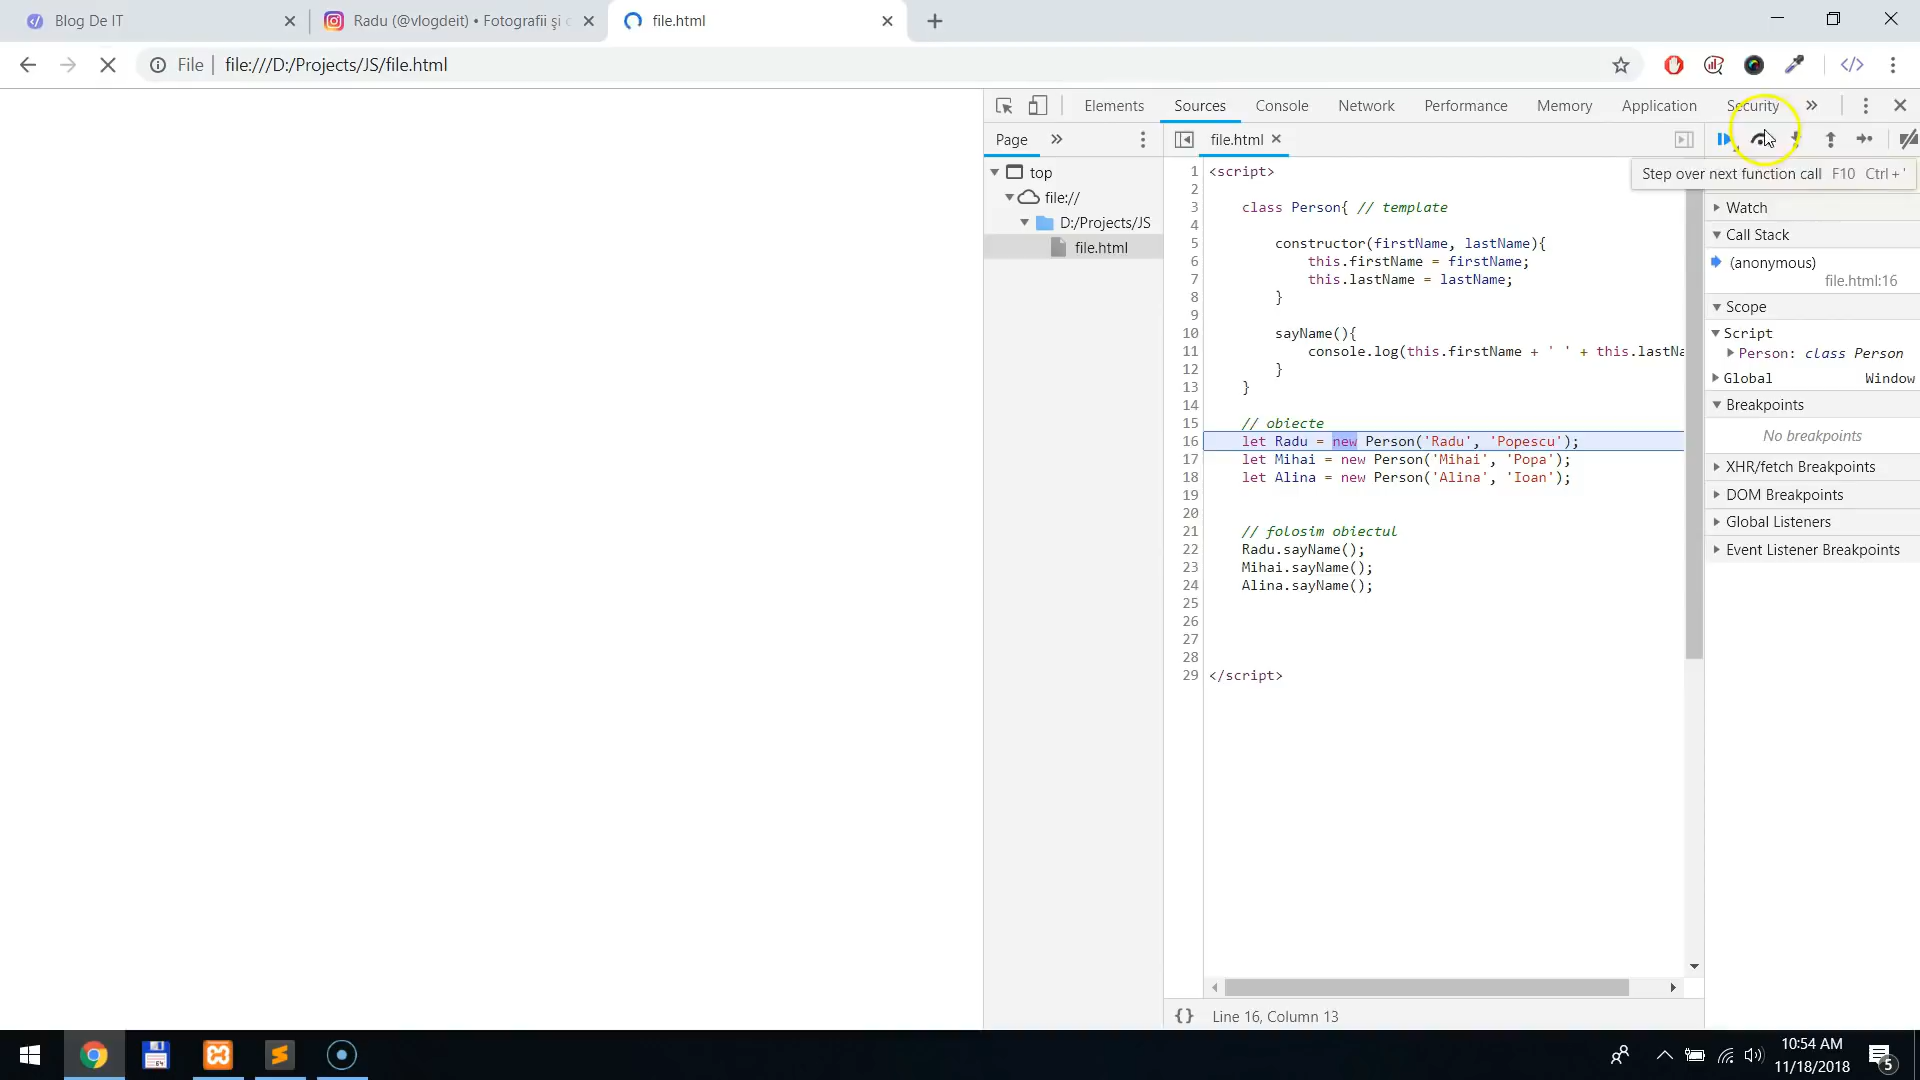 Blog De IT
Radu (@vlogdeit) • Fotografii și c
file.html
File
file:///D:/Projects/JS/file.html
Elements
Sources
Console
Network
Performance
Memory
Application
Security
Page
file.html
Step over next function call F10 Ctrl+'
top
file://
D:/Projects/JS
file.html
1 <script>
2
3 class Person{ // template
4
5 constructor(firstName, lastName){
6 this.firstName = firstName;
7 this.lastName = lastName;
8 }
9
10 sayName(){
11 console.log(this.firstName + ' ' + this.lastNa
12 }
13 }
14
15 // obiecte
16 let Radu = new Person('Radu', 'Popescu');
17 let Mihai = new Person('Mihai', 'Popa');
18 let Alina = new Person('Alina', 'Ioan');
19
20
21 // folosim obiectul
22 Radu.sayName();
23 Mihai.sayName();
24 Alina.sayName();
25
26
27
28
29 </script>
{} Line 16, Column 13
Watch
Call Stack
(anonymous)
file.html:16
Scope
Script
Person: class Person
Global Window
Breakpoints
No breakpoints
XHR/fetch Breakpoints
DOM Breakpoints
Global Listeners
Event Listener Breakpoints
64
10:54 AM
11/18/2018
5